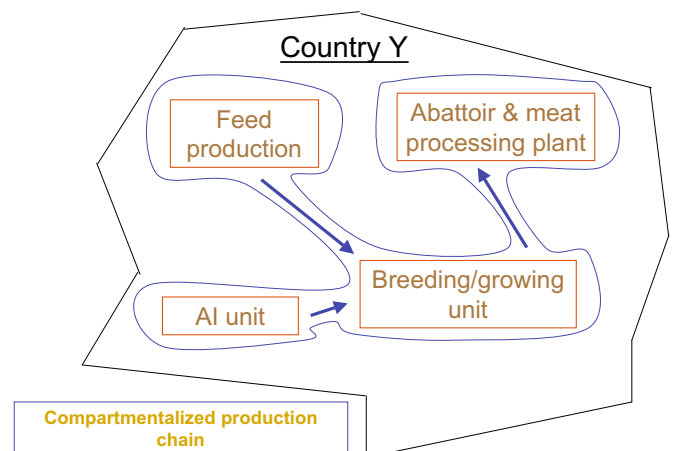 Country Y
Feed
production
Abattoir & meat
processing plant
Breeding/growing
unit
AI unit
Compartmentalized production
chain